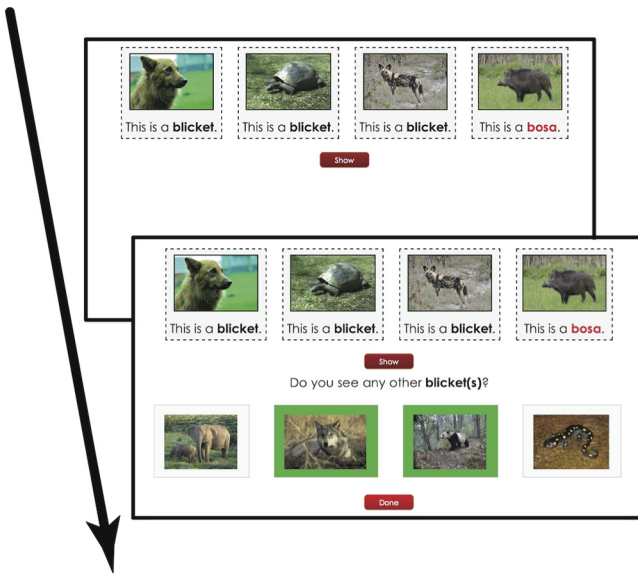 This is a blicket. This is a blicket. This is a blicket. This is a bosa.
Show
This is a blicket. This is a blicket. This is a blicket. This is a bosa.
Show
Do you see any other blicket(s)?
Done